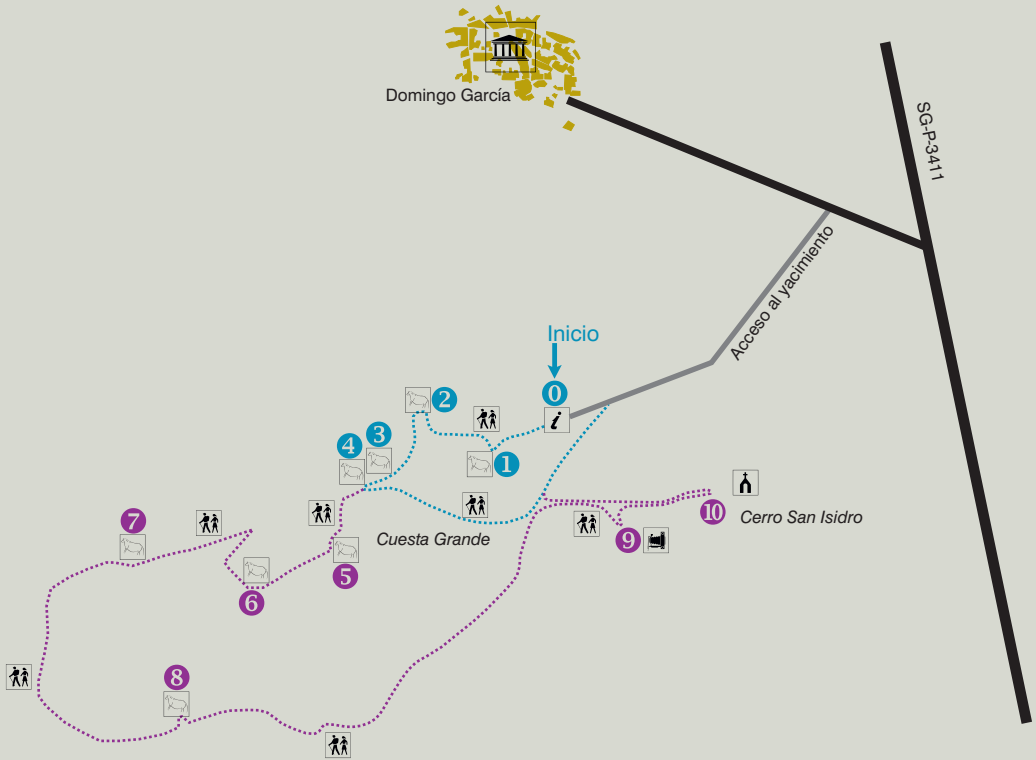 Domingo García
SG-P-3411
Acceso al yacimiento
Inicio
0
i
2
3
4
1
Cuesta Grande
10
Cerro San Isidro
9
7
5
6
8